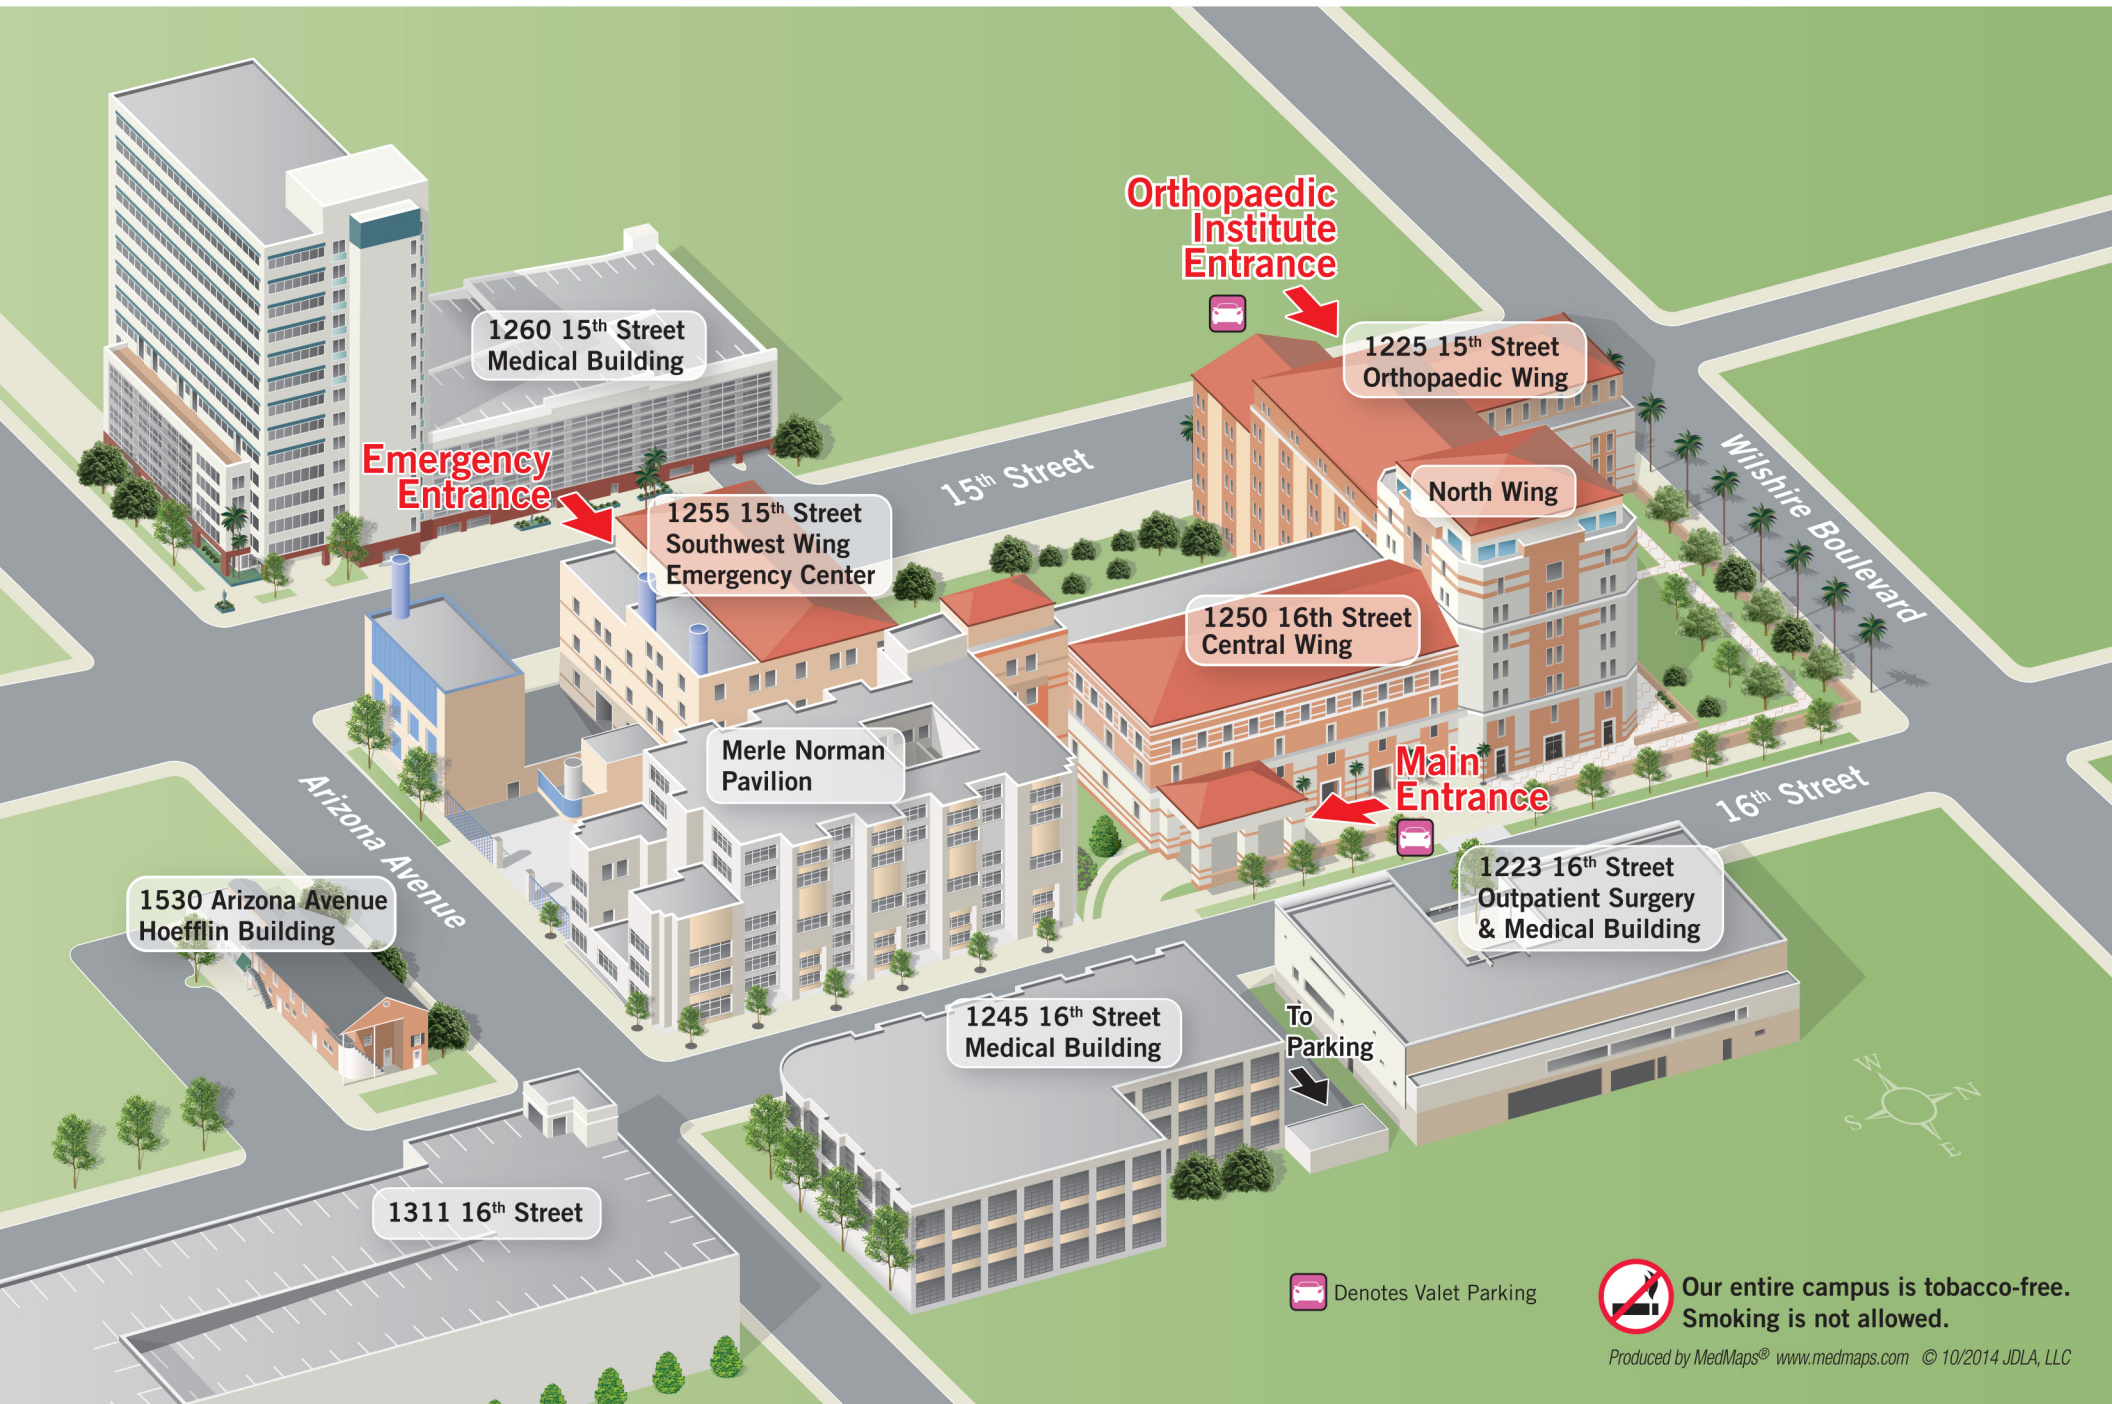 Orthopaedic
Institute
Entrance
1260 15th Street
Medical Building
1225 15th Street
Orthopaedic Wing
Emergency
Entrance
15th Street
Wilshire Boulevard
North Wing
1255 15th Street
Southwest Wing
Emergency Center
1250 16th Street
Central Wing
Merle Norman
Pavilion
Main
Entrance
16th Street
Arizona Avenue
1530 Arizona Avenue
Hoefflin Building
1223 16th Street
Outpatient Surgery
& Medical Building
1245 16th Street
Medical Building
To
Parking
W
N
S
E
1311 16th Street
Denotes Valet Parking
Our entire campus is tobacco-free.
Smoking is not allowed.
Produced by MedMaps® www.medmaps.com © 10/2014 JDLA, LLC